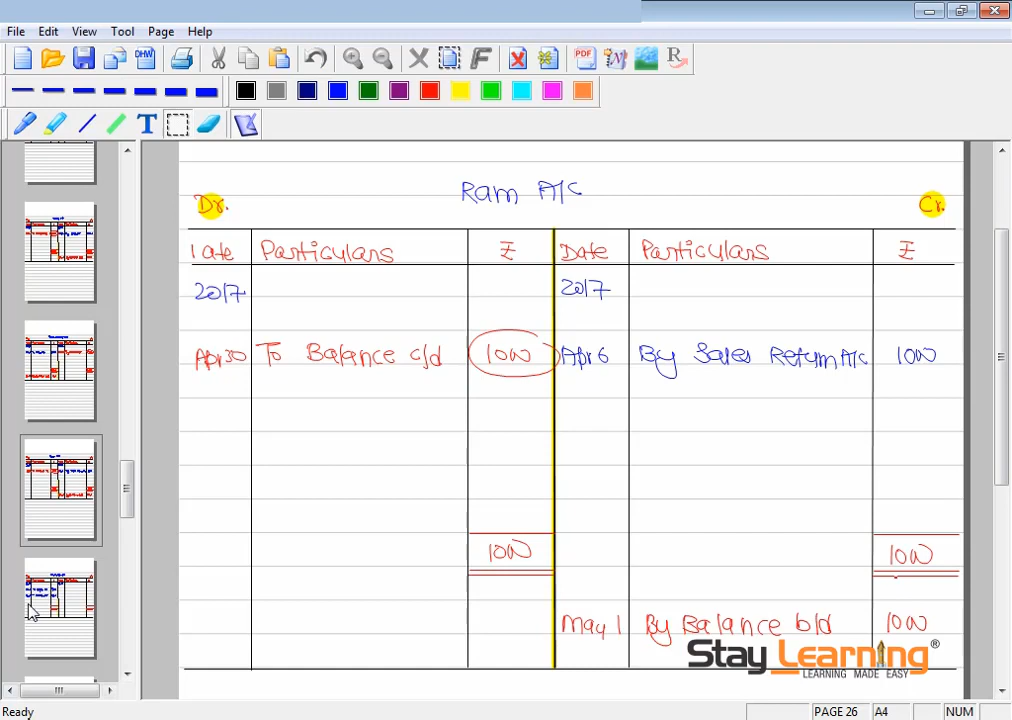 File Edit View Tool Page Help
DHW
PDF
Ram A/c
Dr. Cr.
Date Particulars ₹ Date Particulars ₹
2017 2017
Apr 30 To Balance c/d 1000 Apr 6 By Sales Return A/c 1000
1000 1000
May 1 By Balance b/d 1000
Stay Learning®
LEARNING MADE EASY
Ready PAGE 26 A4 NUM